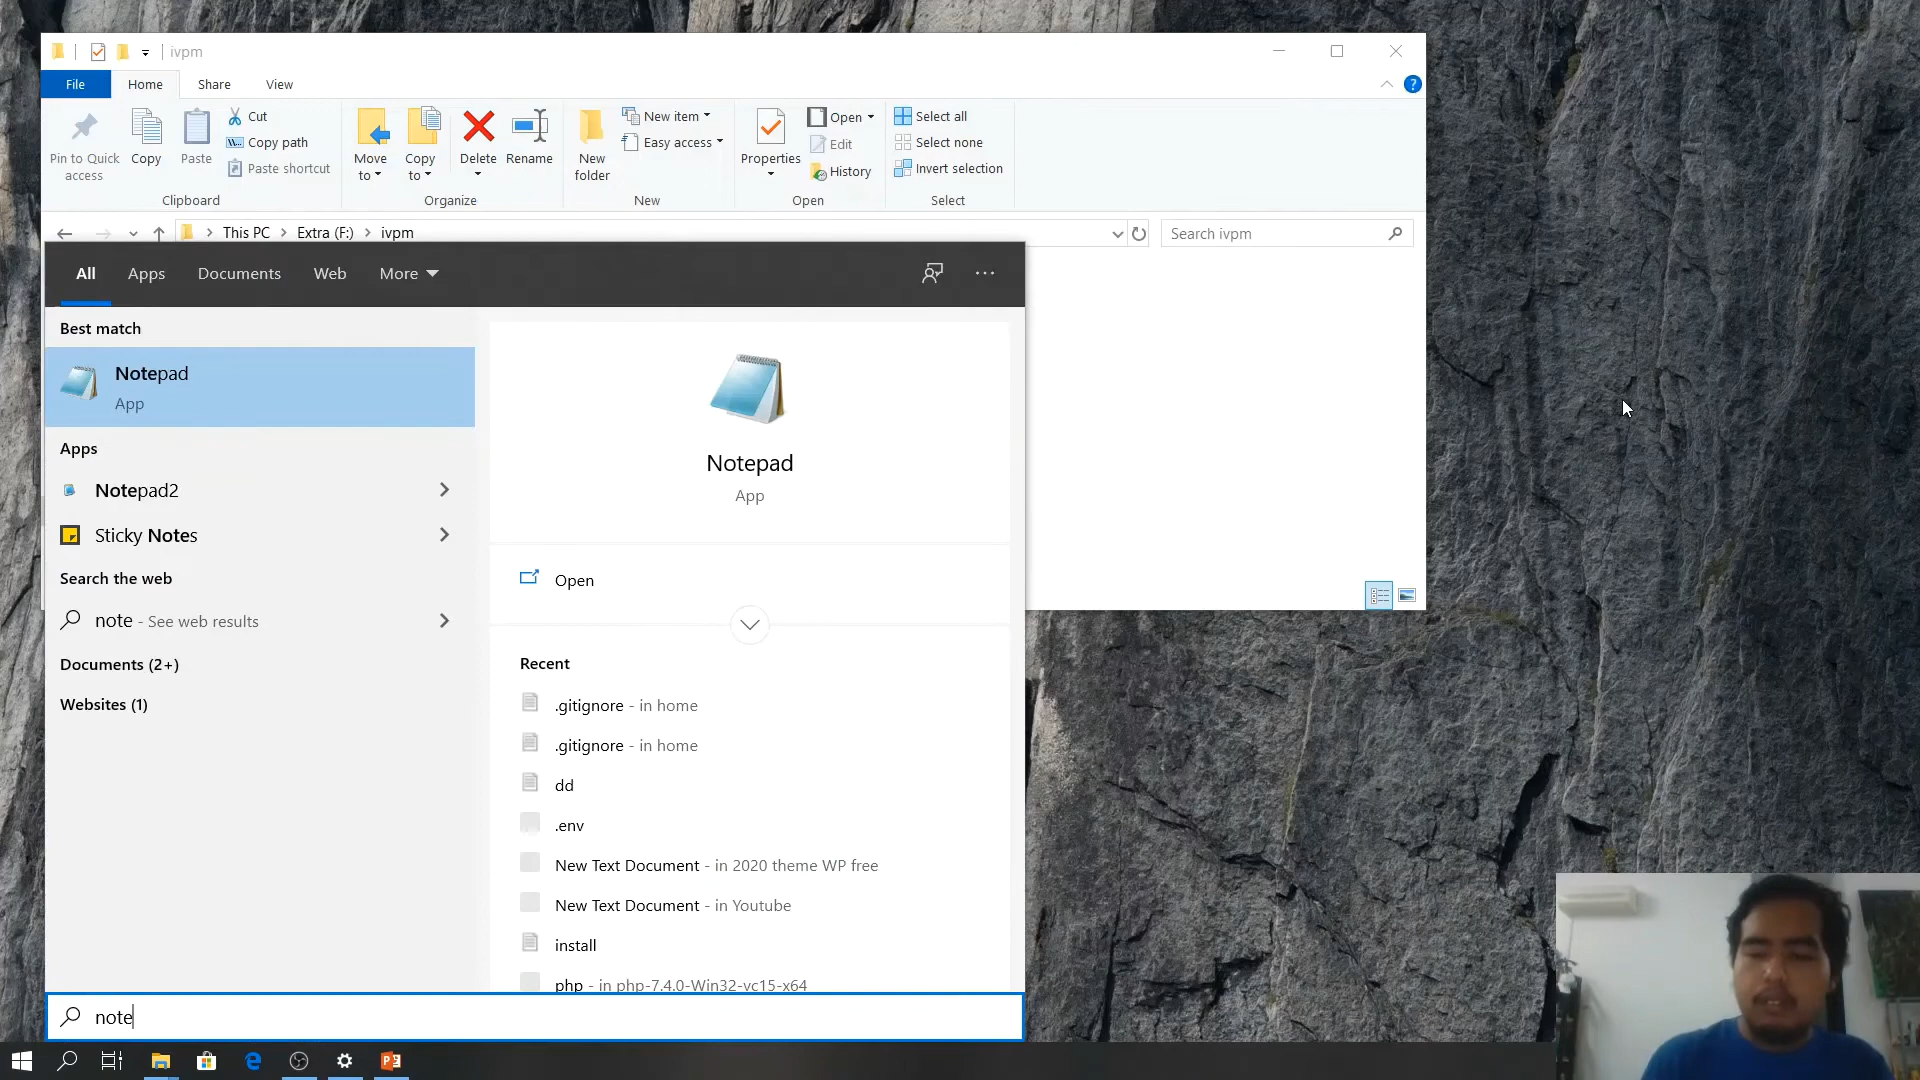 ivpm
File Home Share View
Pin to Quick access
Copy
Paste
Cut
Copy path
Paste shortcut
Clipboard
Move to
Copy to
Delete
Rename
Organize
New folder
New item
Easy access
New
Properties
Open
Edit
History
Open
Select all
Select none
Invert selection
Select
This PC Extra (F:) ivpm
Search ivpm
All Apps Documents Web More
Best match
Notepad
App
Apps
Notepad2
Sticky Notes
Search the web
note - See web results
Documents (2+)
Websites (1)
Notepad
App
Open
Recent
.gitignore - in home
.gitignore - in home
dd
.env
New Text Document - in 2020 theme WP free
New Text Document - in Youtube
install
php - in php-7.4.0-Win32-vc15-x64
note